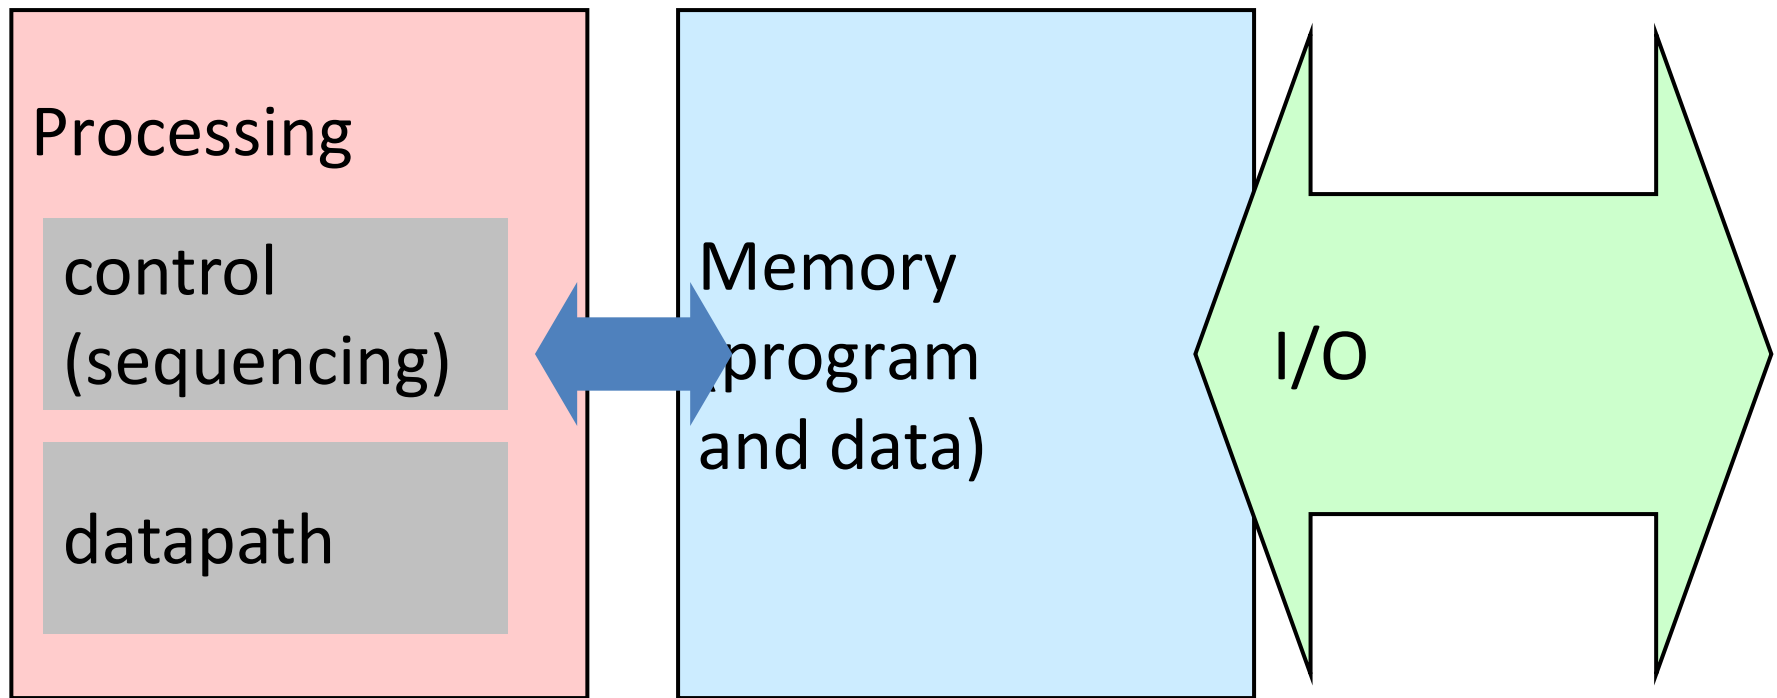 Processing
control
(sequencing)
datapath
Memory
(program
and data)
I/O